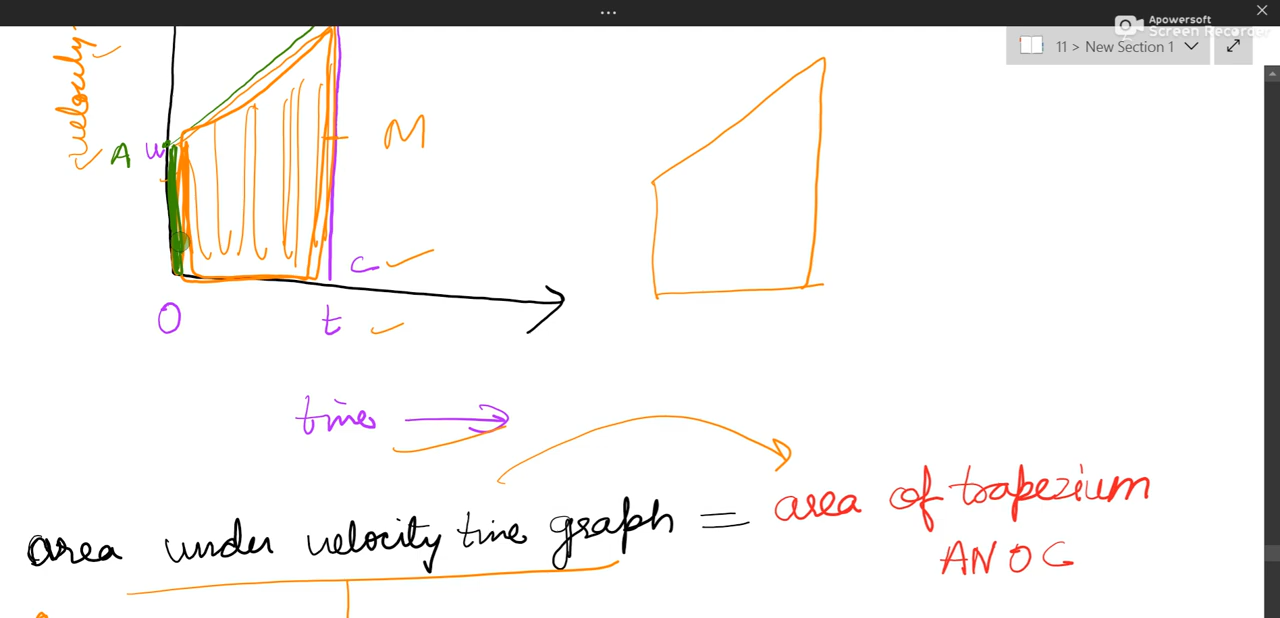 ...
Apowersoft
Screen Recorder
11 > New Section 1
velocity
M
A u
C
O t
time
area under velocity time graph = area of trapezium
ANOC